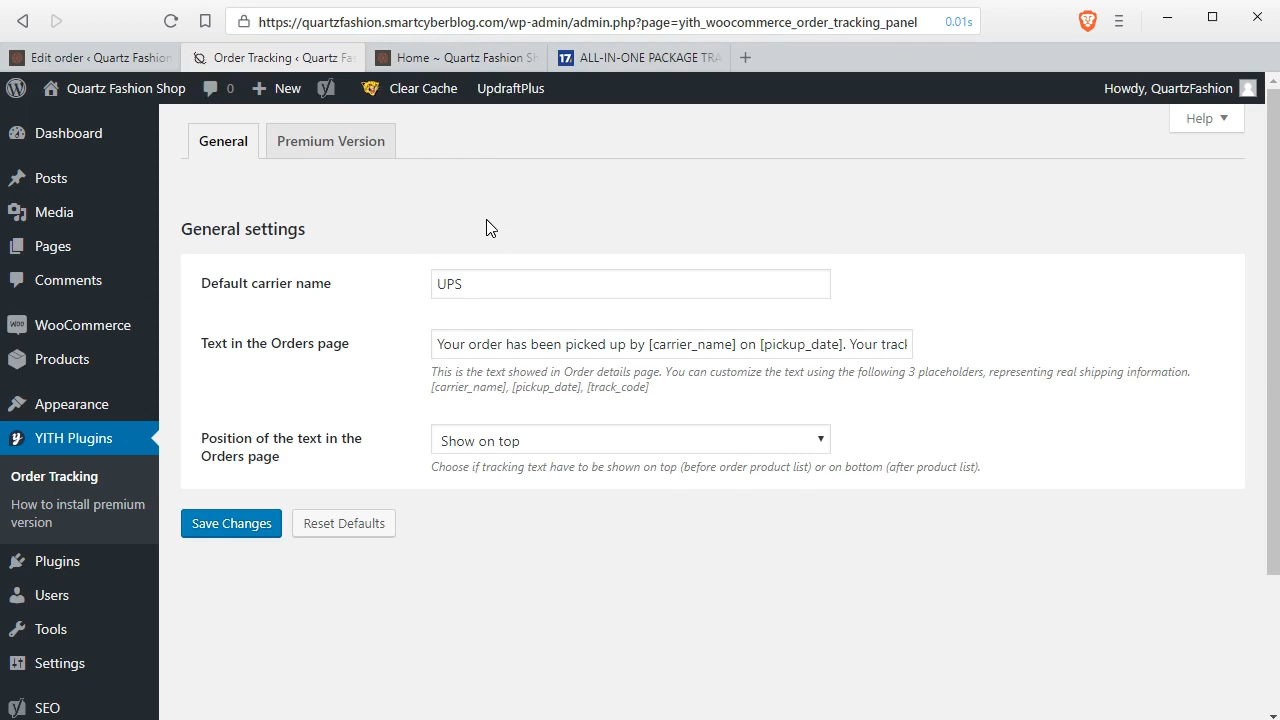 https://quartzfashion.smartcyberblog.com/wp-admin/admin.php?page=yith_woocommerce_order_tracking_panel 0.01s
Edit order ‹ Quartz Fashion
Order Tracking ‹ Quartz Fas
Home ~ Quartz Fashion Sh
17 ALL-IN-ONE PACKAGE TRA
Quartz Fashion Shop 0 New Clear Cache UpdraftPlus Howdy, QuartzFashion
Help
Dashboard
Posts
Media
Pages
Comments
Woo WooCommerce
Products
Appearance
YITH Plugins
Order Tracking
How to install premium
version
Plugins
Users
Tools
Settings
SEO
General Premium Version
General settings
Default carrier name UPS
Text in the Orders page Your order has been picked up by [carrier_name] on [pickup_date]. Your track
This is the text showed in Order details page. You can customize the text using the following 3 placeholders, representing real shipping information.
[carrier_name], [pickup_date], [track_code]
Position of the text in the
Orders page
Show on top
Choose if tracking text have to be shown on top (before order product list) or on bottom (after product list).
Save Changes Reset Defaults